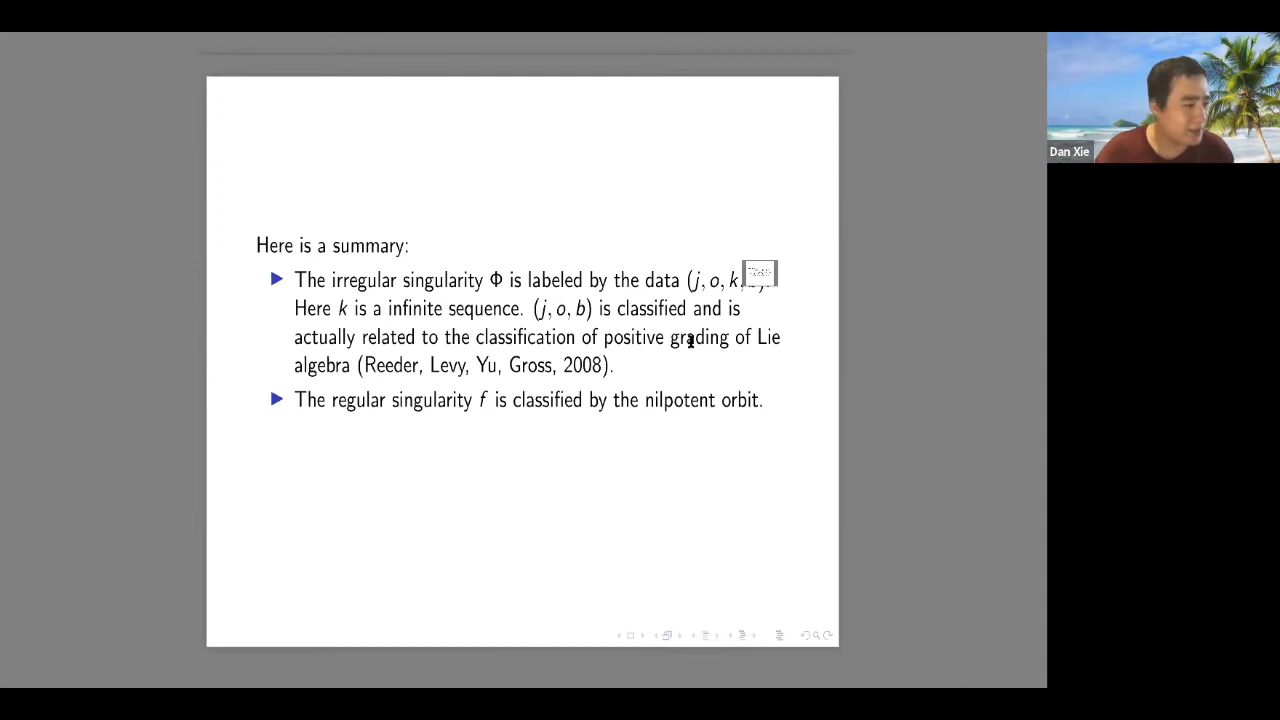 Here is a summary:
The irregular singularity Φ is labeled by the data (j, o, k,
Here k is a infinite sequence. (j, o, b) is classified and is
actually related to the classification of positive grading of Lie
algebra (Reeder, Levy, Yu, Gross, 2008).
The regular singularity f is classified by the nilpotent orbit.
Dan Xie